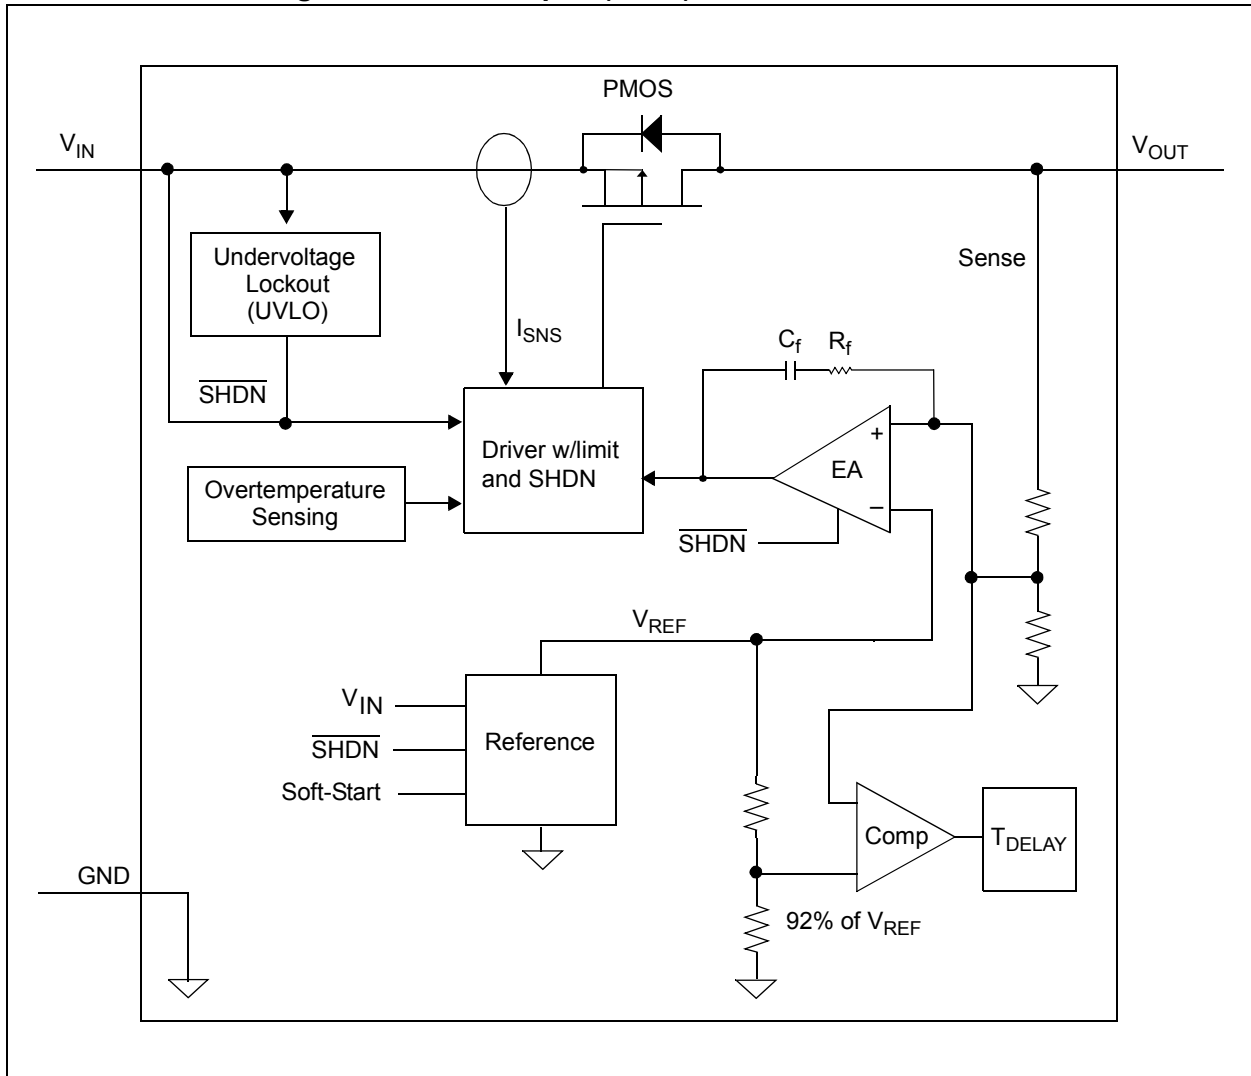 PMOS
V_IN
V_OUT
Undervoltage
Lockout
(UVLO)
Sense
I_SNS
C_f
R_f
SHDN
Driver w/limit
and SHDN
+
EA
−
Overtemperature
Sensing
SHDN
V_REF
V_IN
SHDN
Soft-Start
Reference
Comp
T_DELAY
GND
92% of V_REF